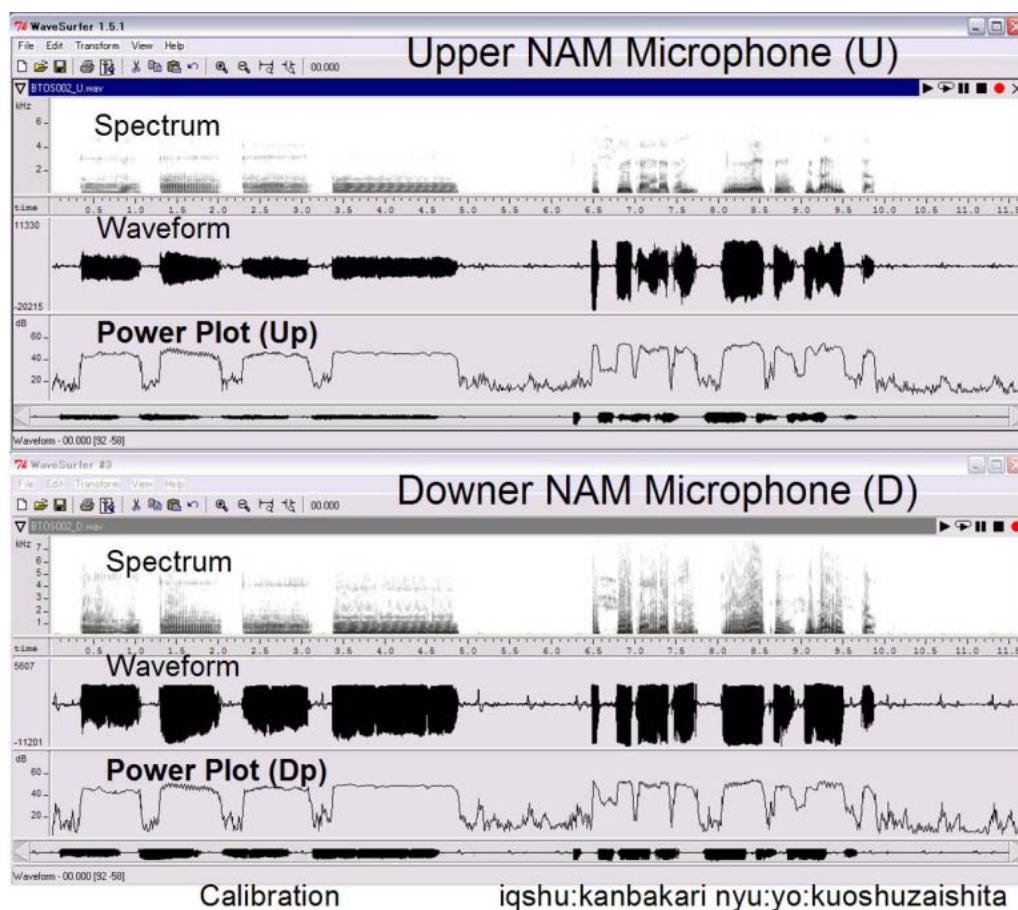 WaveSurfer 1.5.1
File Edit Transform View Help
Upper NAM Microphone (U)
00.000
BTOS002_U.wav
kHz
Spectrum
6
4
2
time 0.5 1.0 1.5 2.0 2.5 3.0 3.5 4.0 4.5 5.0 5.5 6.0 6.5 7.0 7.5 8.0 8.5 9.0 9.5 10.0 10.5 11.0 11.5
11330
Waveform
-20215
dB
Power Plot (Up)
60
40
20
Waveform - 00.000 [92 -58]
WaveSurfer #3
File Edit Transform View Help
Downer NAM Microphone (D)
00.000
BTOS002_D.wav
kHz
7
Spectrum
6
5
4
3
2
1
time 0.5 1.0 1.5 2.0 2.5 3.0 3.5 4.0 4.5 5.0 5.5 6.0 6.5 7.0 7.5 8.0 8.5 9.0 9.5 10.0 10.5 11.0 11.5
5607
Waveform
-11201
dB
Power Plot (Dp)
60
40
20
Waveform - 00.000 [92 -58]
Calibration iqshu:kanbakari nyu:yo:kuoshuzaishita